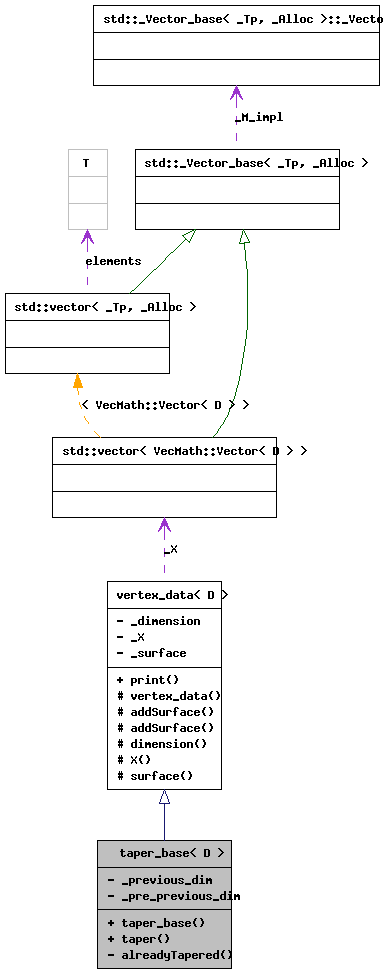 std::_Vector_base< _Tp, _Alloc >::_Vecto
_M_impl
T
std::_Vector_base< _Tp, _Alloc >
elements
std::vector< _Tp, _Alloc >
< VecMath::Vector< D > >
std::vector< VecMath::Vector< D > >
_X
vertex_data< D >
- _dimension
- _X
- _surface
+ print()
# vertex_data()
# addSurface()
# addSurface()
# dimension()
# X()
# surface()
taper_base< D >
- _previous_dim
- _pre_previous_dim
+ taper_base()
+ taper()
- alreadyTapered()